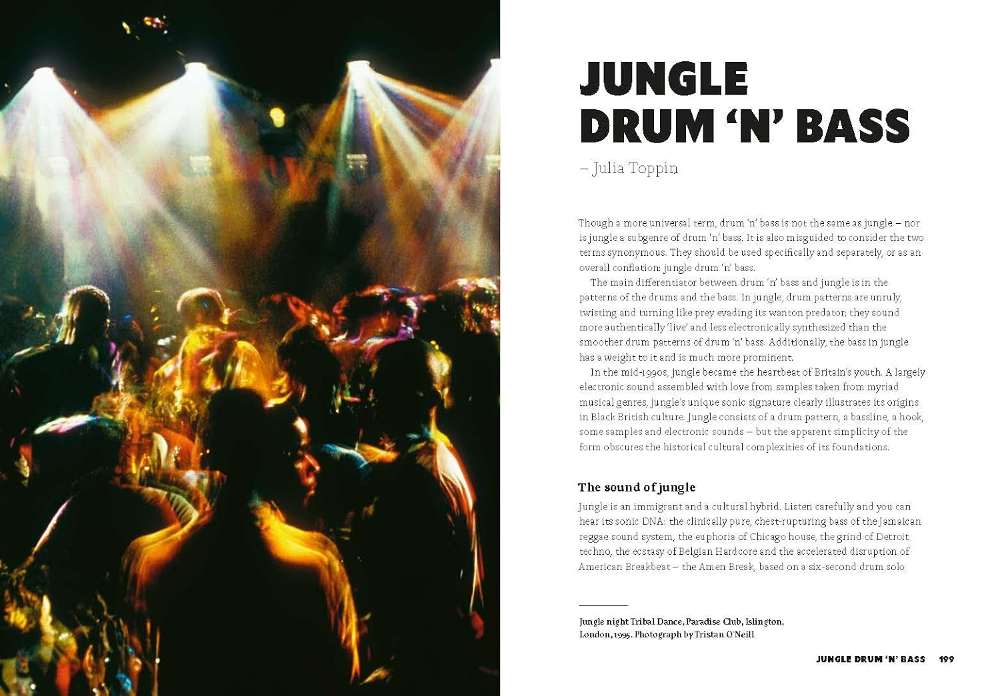 JUNGLE
DRUM ‘N’ BASS
– Julia Toppin
Though a more universal term, drum ‘n’ bass is not the same as jungle – nor
is jungle a subgenre of drum ‘n’ bass. It is also misguided to consider the two
terms synonymous. They should be used specifically and separately, or as an
overall conflation: jungle drum ‘n’ bass.
The main differentiator between drum ‘n’ bass and jungle is in the
patterns of the drums and the bass. In jungle, drum patterns are unruly,
twisting and turning like prey evading its wanton predator; they sound
more authentically ‘live’ and less electronically synthesized than the
smoother drum patterns of drum ‘n’ bass. Additionally, the bass in jungle
has a weight to it and is much more prominent.
In the mid-1990s, jungle became the heartbeat of Britain’s youth. A largely
electronic sound assembled with love from samples taken from myriad
musical genres, jungle’s unique sonic signature clearly illustrates its origins
in Black British culture. Jungle consists of a drum pattern, a bassline, a hook,
some samples and electronic sounds – but the apparent simplicity of the
form obscures the historical cultural complexities of its foundations.
The sound of jungle
Jungle is an immigrant and a cultural hybrid. Listen carefully and you can
hear its sonic DNA: the clinically pure, chest-rupturing bass of the Jamaican
reggae sound system, the euphoria of Chicago house, the grind of Detroit
techno, the ecstasy of Belgian Hardcore and the accelerated disruption of
American Breakbeat – the Amen Break, based on a six-second drum solo
Jungle night Tribal Dance, Paradise Club, Islington,
London, 1995. Photograph by Tristan O’Neill
JUNGLE DRUM ‘N’ BASS 199